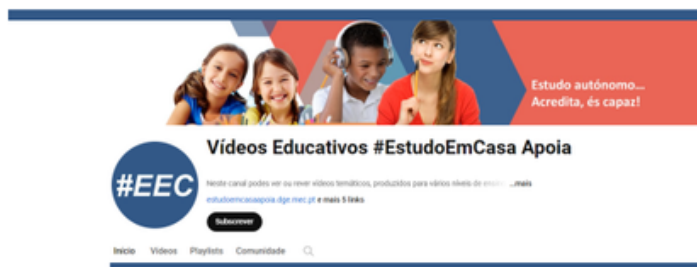 Estudo autónomo...
Acredita, és capaz!
Vídeos Educativos #EstudoEmCasa Apoia
#EEC
Neste canal podes ver ou rever vídeos temáticos, produzidos para vários níveis de ensino ...mais
estudoemcasaapoia.dge.mec.pt e mais 5 links
Subscrever
Início Vídeos Playlists Comunidade